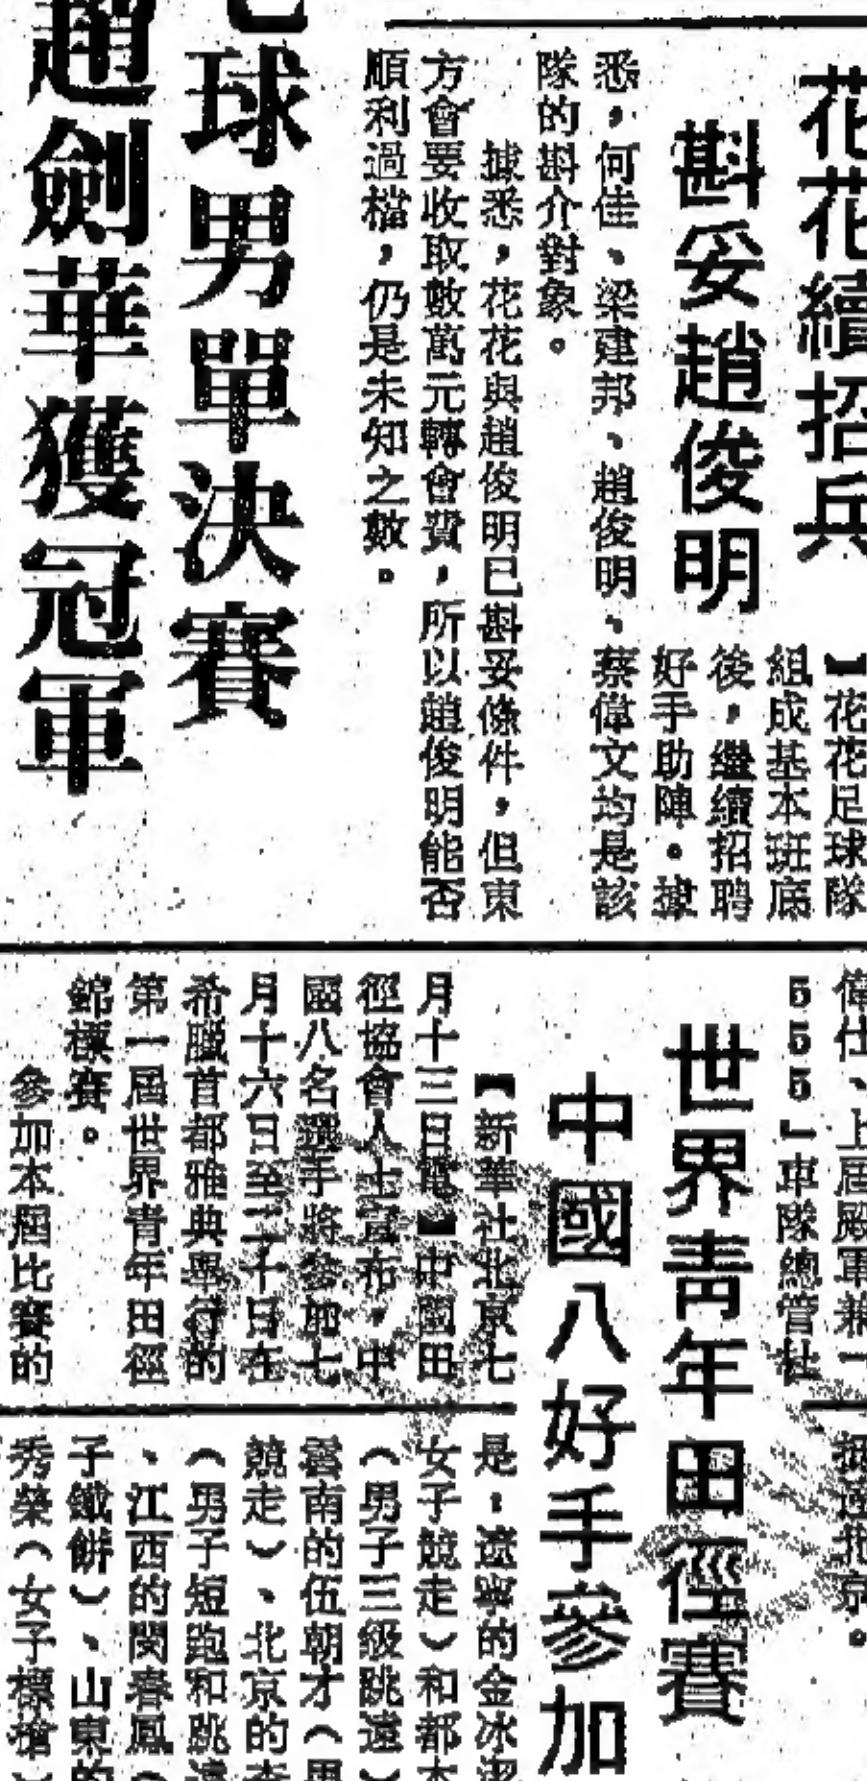 花花續招兵
斟妥趙俊明
】花花足球隊
組成基本班底
後，繼續招聘
好手助陣。據
悉，何佳、梁建邦、趙俊明、蔡偉文均是該
隊的斟介對象。
據悉，花花與趙俊明已斟妥條件，但東
方會要收取數萬元轉會費，所以趙俊明能否
順利過檔，仍是未知之數。
球男單決賽
趙劍華獲冠軍
偉仕、上屆殿軍兼一
555」車隊總管杜
抵達北京。
世界青年田徑賽
中國八好手參加
【新華社北京七
月十三日電】中國田
徑協會人士宣布，中
國八名選手將參加七
月十六日至二十日在
希臘首都雅典舉行的
第一屆世界青年田徑
錦標賽。
參加本屆比賽的
是：遼寧的金冰潔
女子競走）和都本
（男子三級跳遠）
雲南的伍朝才（男
競走）、北京的李
（男子短跑和跳遠
、江西的閔春鳳（
子鐵餅）、山東的
秀榮（女子標槍）